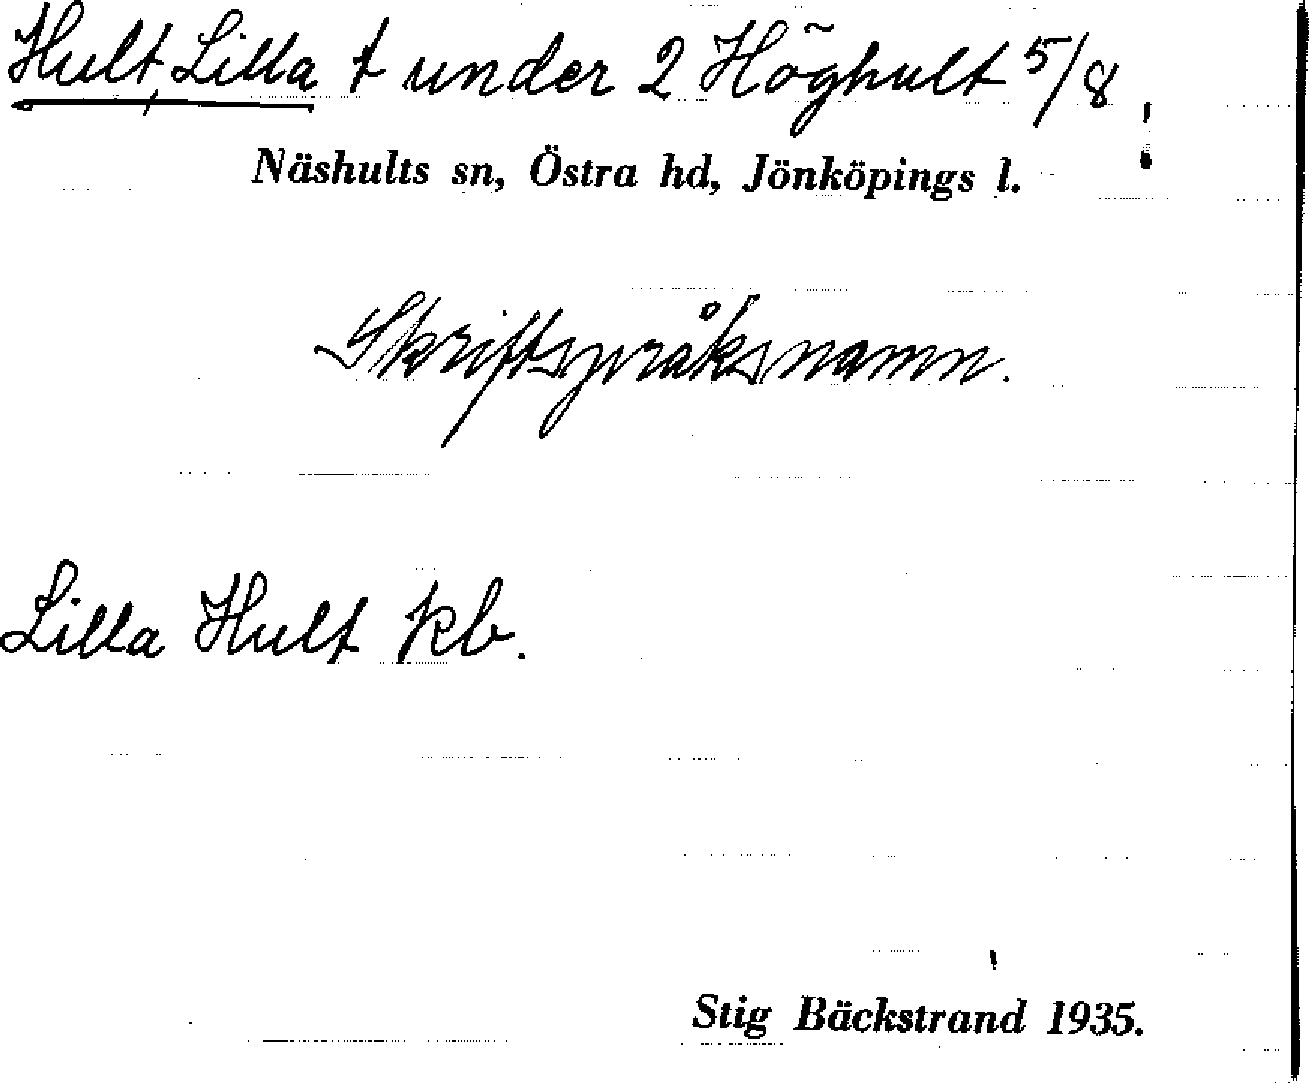 Hult, Lilla t under 2 Höghult 5/8
Näshults sn, Östra hd, Jönköpings l.
Skriftspråksnamn.
Lilla Hult kb.
Stig Bäckstrand 1935.